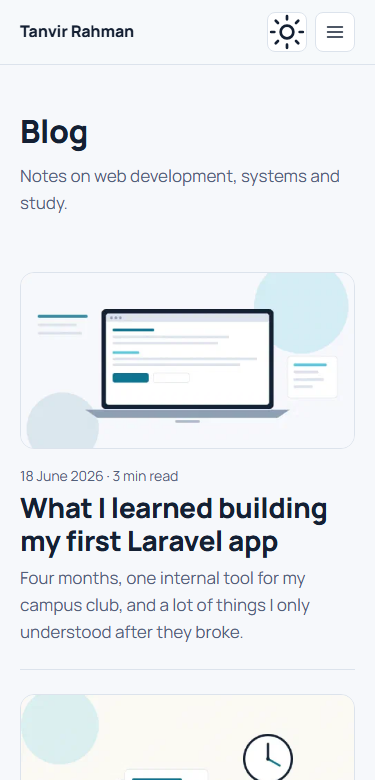 Tanvir Rahman
Blog
Notes on web development, systems and
study.
18 June 2026 · 3 min read
What I learned building
my first Laravel app
Four months, one internal tool for my
campus club, and a lot of things I only
understood after they broke.